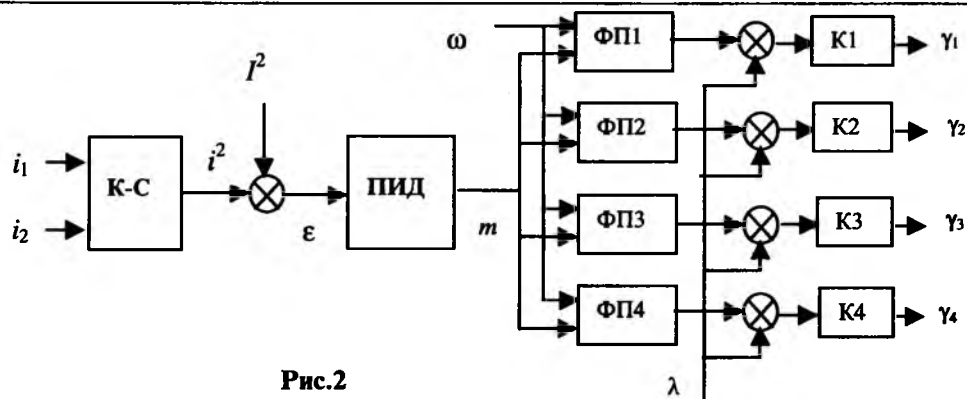 ω
ФП1
К1
γ₁
I²
ФП2
К2
γ₂
i₁
i₂
К-С
i²
ε
ПИД
m
ФП3
К3
γ₃
ФП4
К4
γ₄
λ
Рис.2